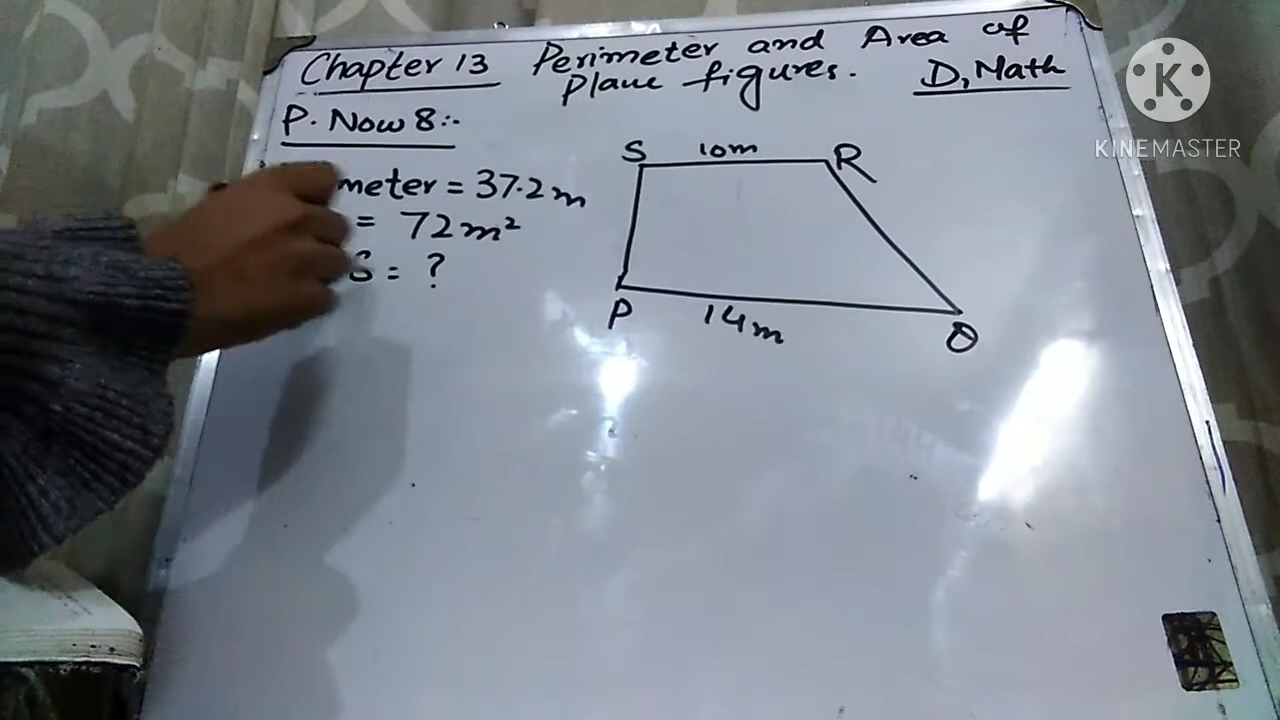 Chapter 13 Perimeter and Area of
Plane figures. D, Math
P. Now 8:-
meter = 37.2m
= 72m²
S = ?
S 10m R
P 14m Q
K
KINEMASTER